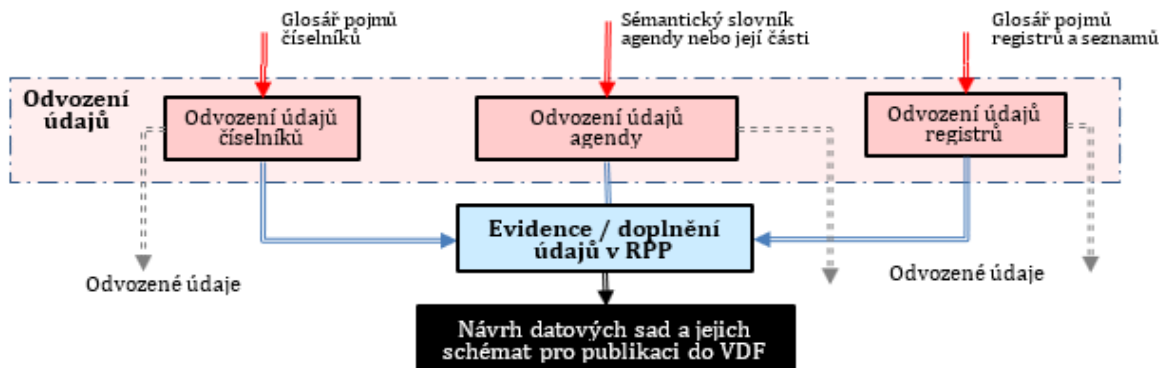 Glosář pojmů
číselníků
Sémantický slovník
agendy nebo její části
Glosář pojmů
registrů a seznamů
Odvození
údajů
Odvození údajů
číselníků
Odvození údajů
agendy
Odvození údajů
registrů
Evidence / doplnění
údajů v RPP
Odvozené údaje
Odvozené údaje
Návrh datových sad a jejich
schémat pro publikaci do VDF